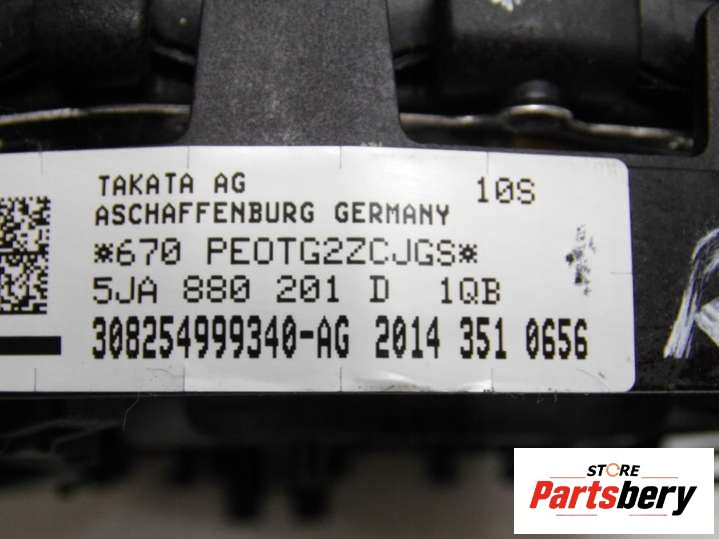 TAKATA AG 10S
ASCHAFFENBURG GERMANY
*670 PEOTG2ZCJGS*
5JA 880 201 D 1QB
308254999340-AG 2014 351 0656
STORE
Partsbery